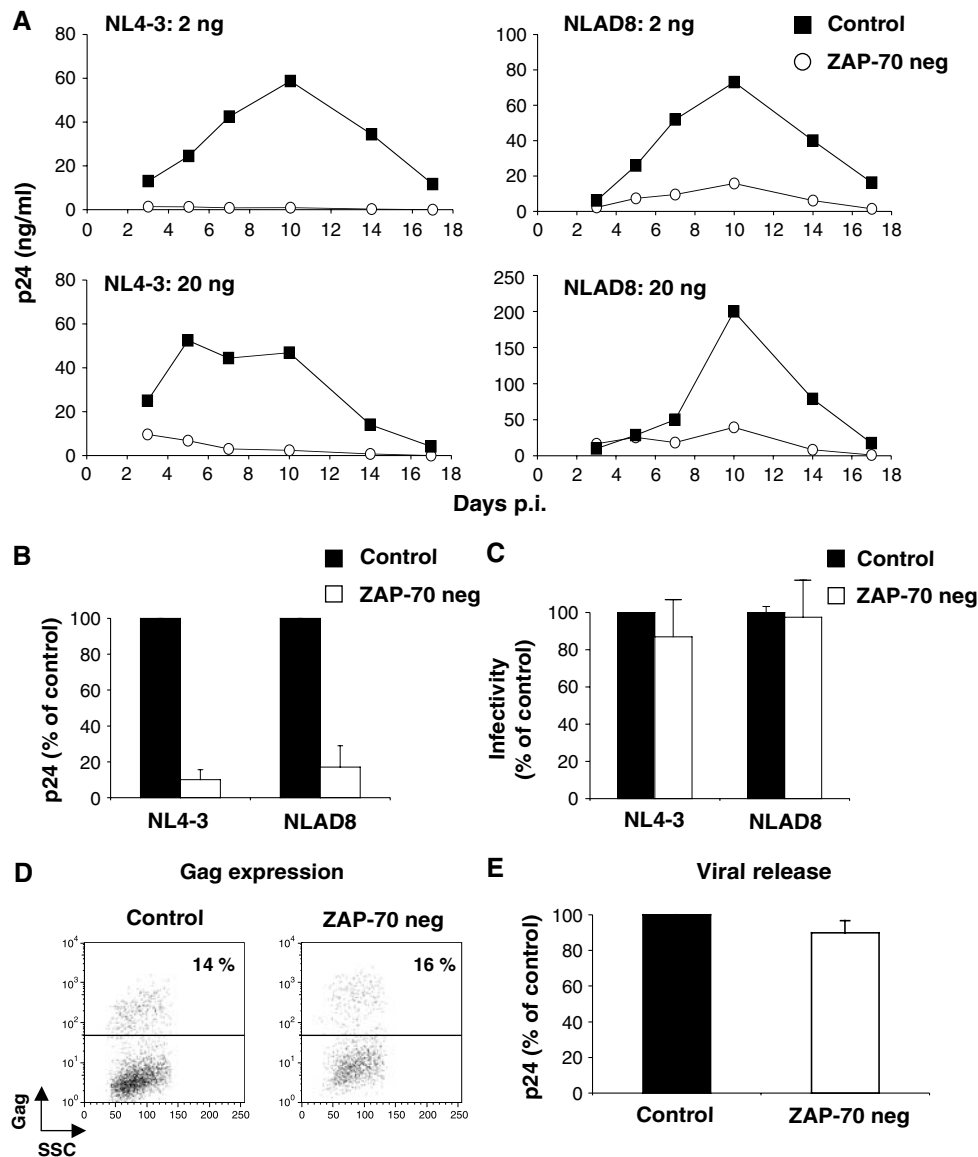 A
NL4-3: 2 ng
NLAD8: 2 ng
Control
ZAP-70 neg
80
60
40
20
0
0 2 4 6 8 10 12 14 16 18
100
80
60
40
20
0
0 2 4 6 8 10 12 14 16 18
p24 (ng/ml)
NL4-3: 20 ng
NLAD8: 20 ng
80
60
40
20
0
0 2 4 6 8 10 12 14 16 18
250
200
150
100
50
0
0 2 4 6 8 10 12 14 16 18
Days p.i.
B
Control
ZAP-70 neg
p24 (% of control)
100
80
60
40
20
0
NL4-3 NLAD8
C
Control
ZAP-70 neg
Infectivity
(% of control)
100
80
60
40
20
0
NL4-3 NLAD8
D
Gag expression
Control
ZAP-70 neg
14 %
10⁴
10³
10²
10¹
10⁰
0 50 100 150 200 250
16 %
10⁴
10³
10²
10¹
10⁰
0 50 100 150 200 250
Gag
SSC
E
Viral release
p24 (% of control)
100
80
60
40
20
0
Control ZAP-70 neg